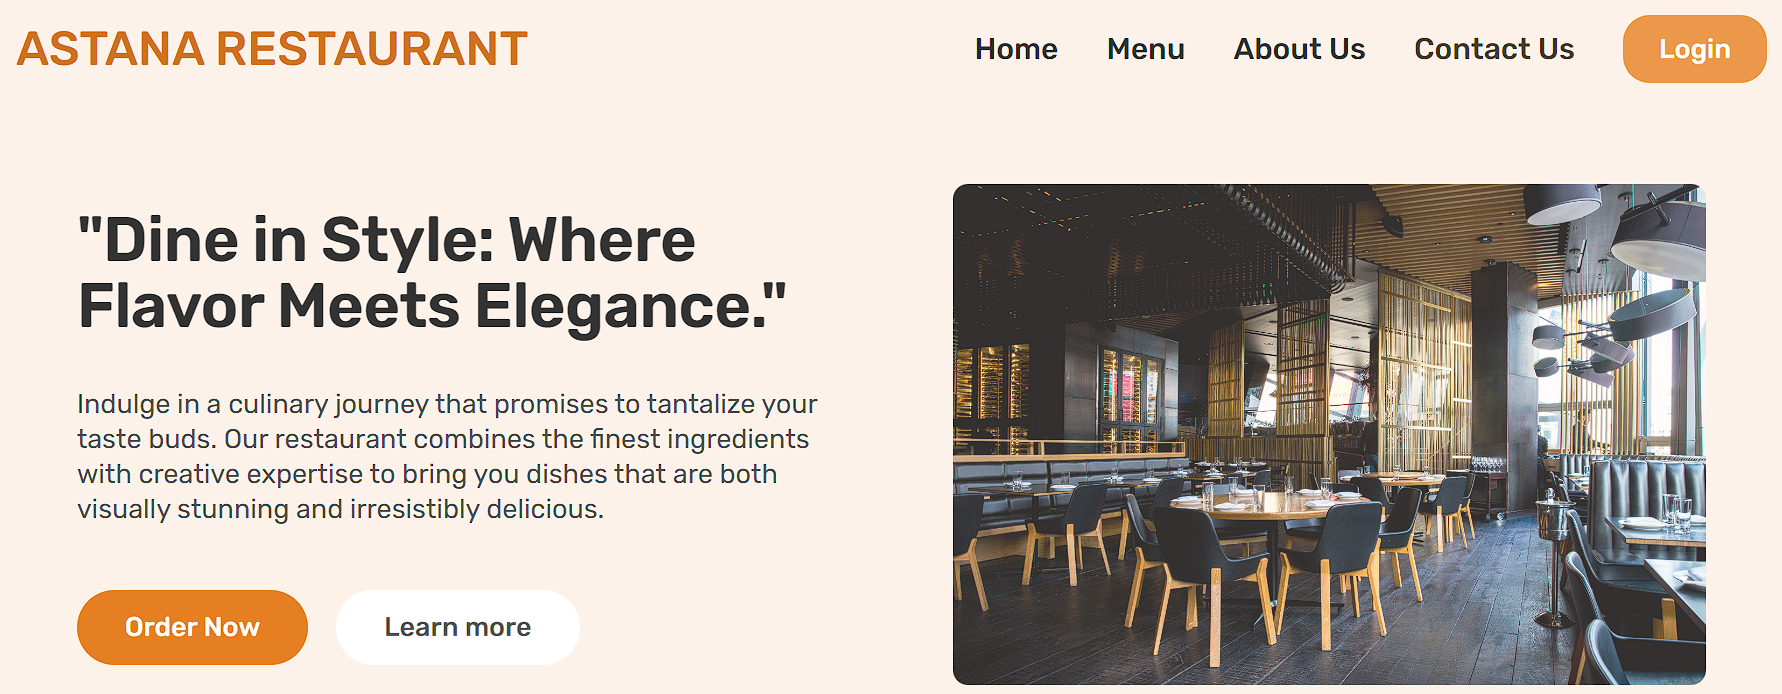 ASTANA RESTAURANT
Home Menu About Us Contact Us Login
"Dine in Style: Where
Flavor Meets Elegance."
Indulge in a culinary journey that promises to tantalize your
taste buds. Our restaurant combines the finest ingredients
with creative expertise to bring you dishes that are both
visually stunning and irresistibly delicious.
Order Now Learn more